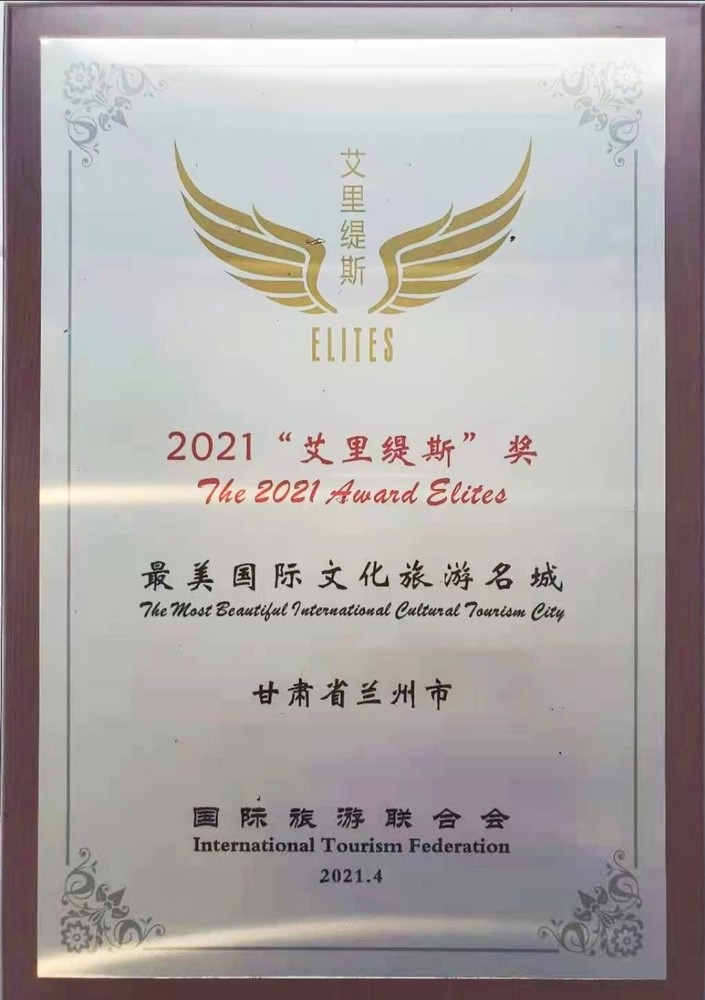 艾里缇斯
ELITES
2021“艾里缇斯”奖
The 2021 Award Elites
最美国际文化旅游名城
The Most Beautiful International Cultural Tourism City
甘肃省兰州市
国际旅游联合会
International Tourism Federation
2021.4